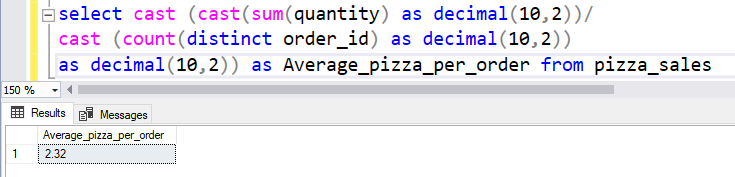 select cast (cast(sum(quantity) as decimal(10,2))/
cast (count(distinct order_id) as decimal(10,2))
as decimal(10,2)) as Average_pizza_per_order from pizza_sales
150 %
Results Messages
Average_pizza_per_order
1 2.32